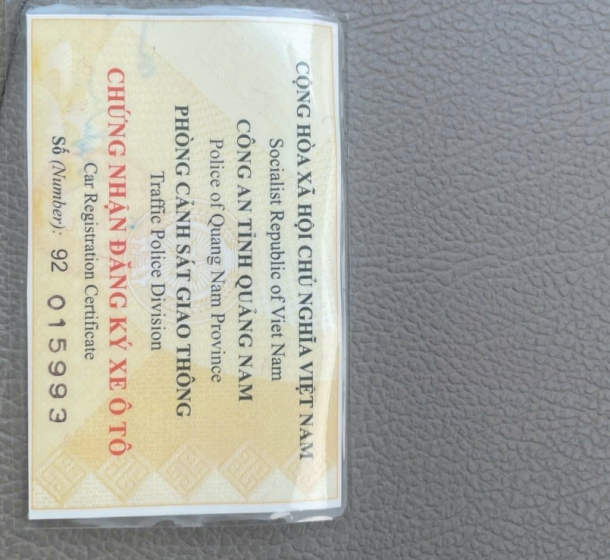 CỘNG HÒA XÃ HỘI CHỦ NGHĨA VIỆT NAM
Socialist Republic of Viet Nam
CÔNG AN TỈNH QUẢNG NAM
Police of Quang Nam Province
PHÒNG CẢNH SÁT GIAO THÔNG
Traffic Police Division
CHỨNG NHẬN ĐĂNG KÝ XE Ô TÔ
Car Registration Certificate
Số (Number): 92 015993